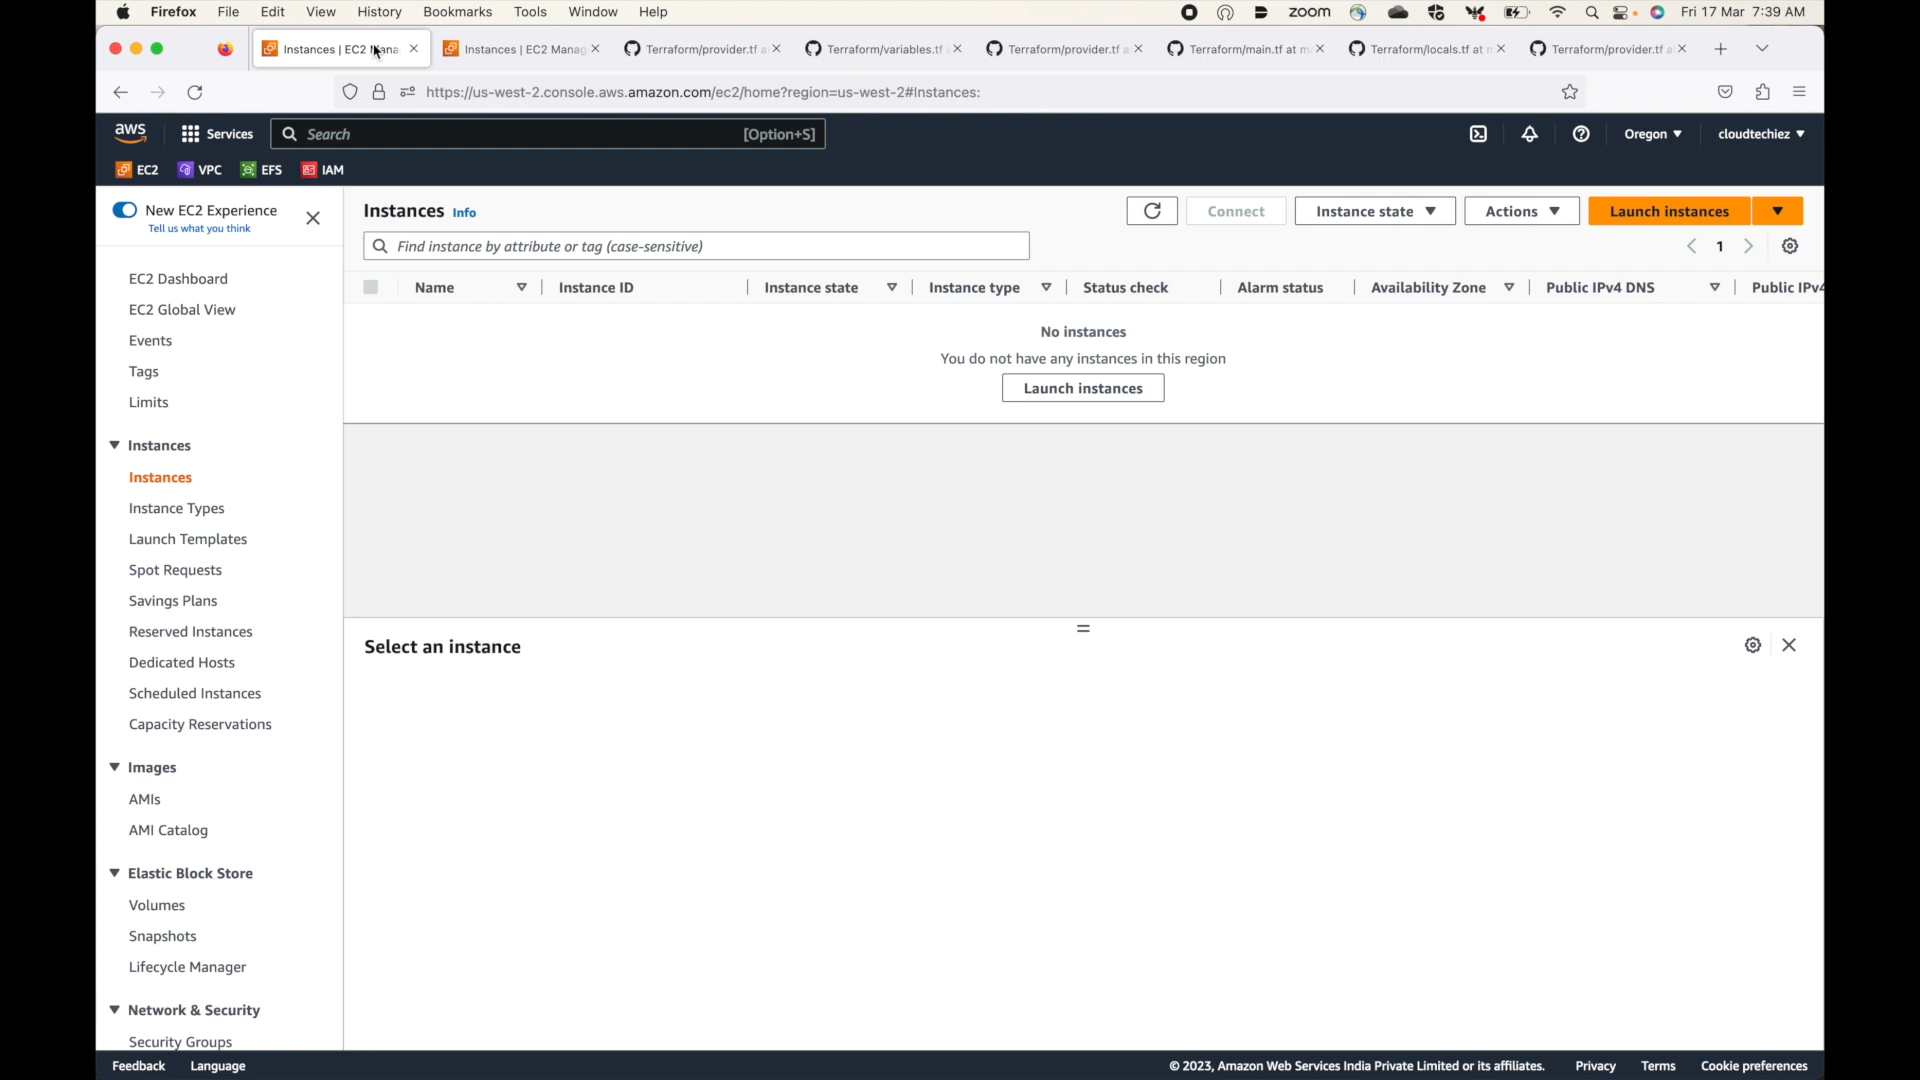 Firefox File Edit View History Bookmarks Tools Window Help zoom Fri 17 Mar 7:39 AM
Instances | EC2 Mana Instances | EC2 Manag Terraform/provider.tf a Terraform/variables.tf Terraform/provider.tf a Terraform/main.tf at m Terraform/locals.tf at Terraform/provider.tf a
https://us-west-2.console.aws.amazon.com/ec2/home?region=us-west-2#Instances:
aws Services Search [Option+S] Oregon cloudtechiez
EC2 VPC EFS IAM
New EC2 Experience
Tell us what you think
EC2 Dashboard
EC2 Global View
Events
Tags
Limits
Instances
Instances
Instance Types
Launch Templates
Spot Requests
Savings Plans
Reserved Instances
Dedicated Hosts
Scheduled Instances
Capacity Reservations
Images
AMIs
AMI Catalog
Elastic Block Store
Volumes
Snapshots
Lifecycle Manager
Network & Security
Security Groups
Instances Info Connect Instance state Actions Launch instances
Find instance by attribute or tag (case-sensitive) 1
Name Instance ID Instance state Instance type Status check Alarm status Availability Zone Public IPv4 DNS Public IPv4
No instances
You do not have any instances in this region
Launch instances
Select an instance
Feedback Language © 2023, Amazon Web Services India Private Limited or its affiliates. Privacy Terms Cookie preferences